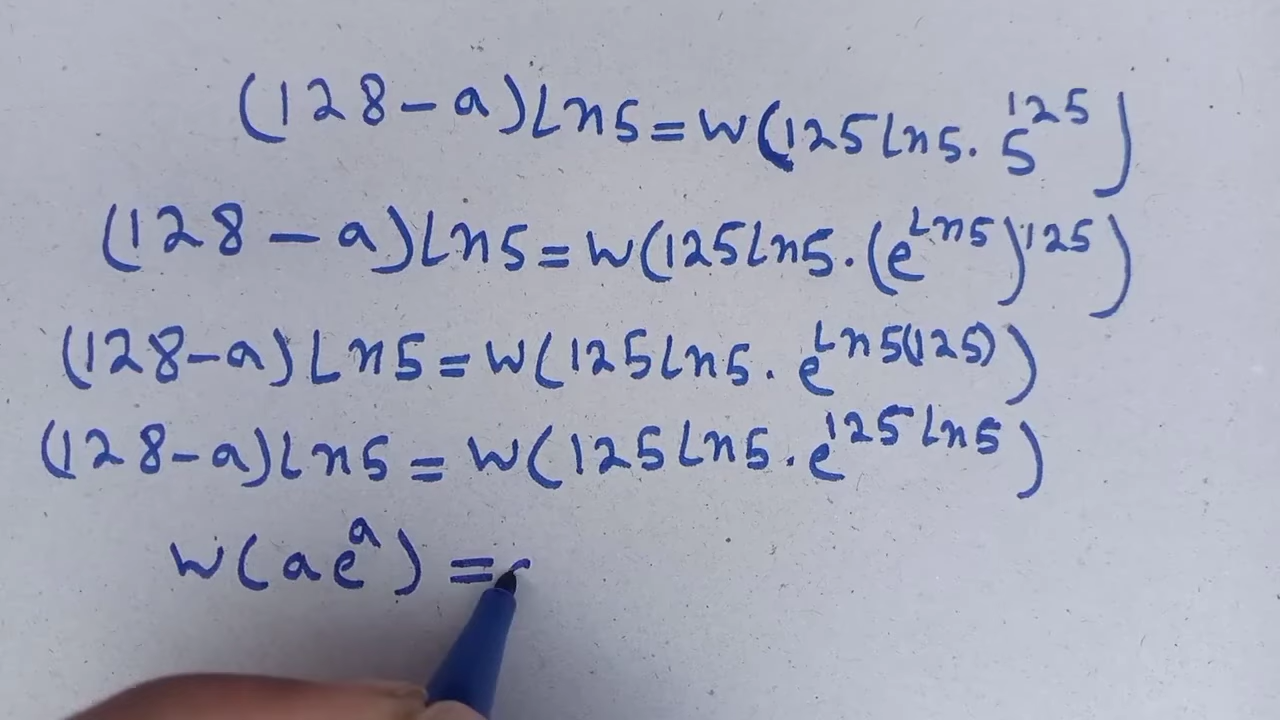 (128-a)Ln5=W(125Ln5.5^125)
(128-a)Ln5=W(125Ln5.(e^Ln5)^125)
(128-a)Ln5=W(125Ln5.e^Ln5(125))
(128-a)Ln5=W(125Ln5.e^125Ln5)
W(ae^a)=